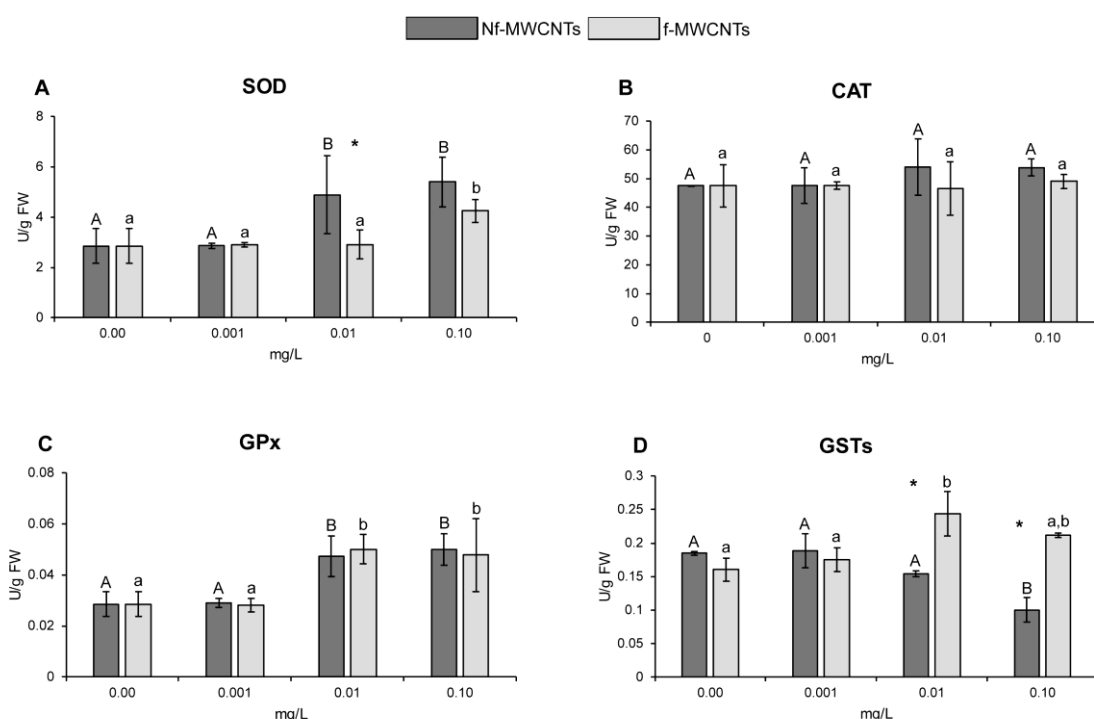 Nf-MWCNTs f-MWCNTs
A SOD
8
6
4
2
0
U/g FW
A a A a B * a B b
0.00 0.001 0.01 0.10
mg/L
B CAT
70
60
50
40
30
20
10
0
U/g FW
A a A a A a A a
0 0.001 0.01 0.10
mg/L
C GPx
0.08
0.06
0.04
0.02
0
U/g FW
A a A a B b B b
0.00 0.001 0.01 0.10
mg/L
D GSTs
0.3
0.25
0.2
0.15
0.1
0.05
0
U/g FW
A a A a * A b * B a,b
0.00 0.001 0.01 0.10
mg/L